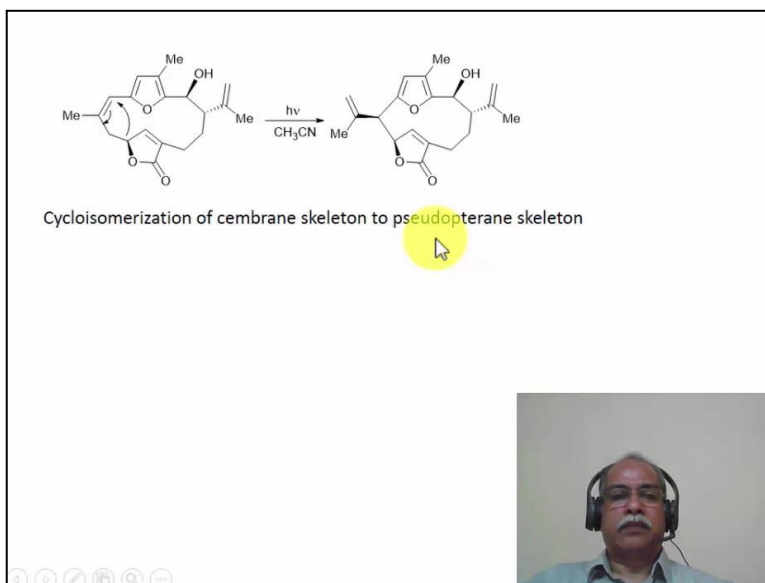 Me
OH
O
Me
Me
O
O
hν
CH₃CN
Me
OH
O
Me
Me
O
O
Cycloisomerization of cembrane skeleton to pseudopterane skeleton